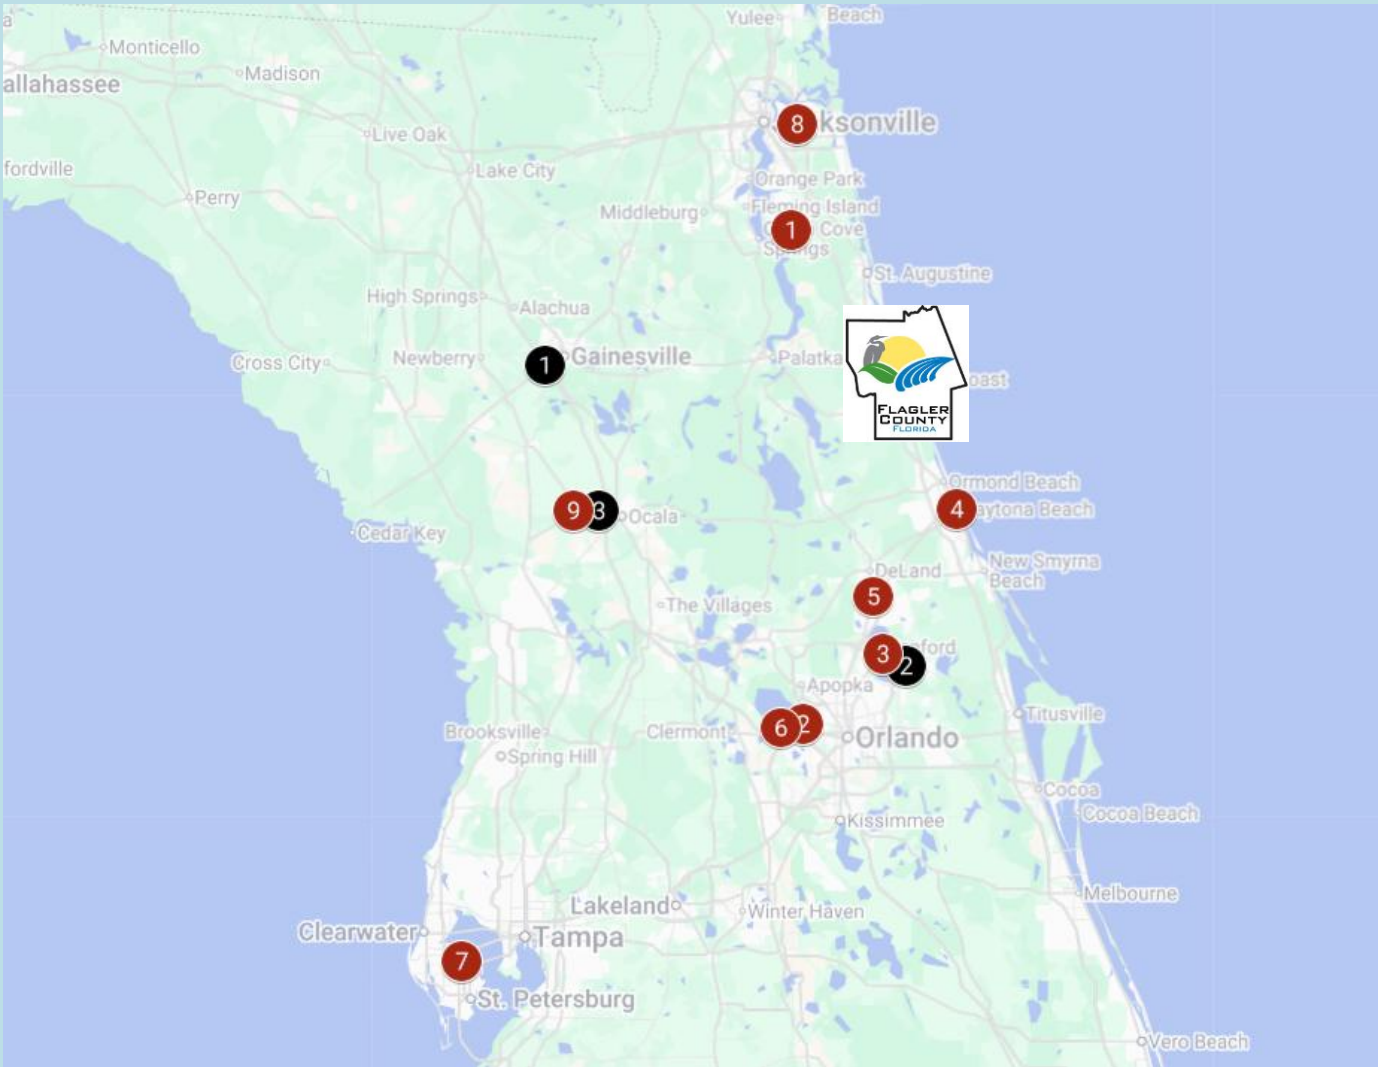 a
Yulee
Beach
Monticello
Madison
allahassee
8
ksonville
Live Oak
fordville
Lake City
Orange Park
Perry
Middleburg
Fleming Island
1
Cove
Springs
St. Augustine
High Springs
Alachua
Cross City
Newberry
1
Gainesville
Palatka
oast
FLAGLER
COUNTY
FLORIDA
Ormond Beach
9
3
Ocala
4
aytona Beach
Cedar Key
DeLand
New Smyrna
Beach
5
The Villages
3
nford
2
Apopka
Titusville
Brooksville
Clermont
6
2
Orlando
Spring Hill
Cocoa
Cocoa Beach
Kissimmee
Melbourne
Lakeland
Winter Haven
Clearwater
Tampa
7
St. Petersburg
Vero Beach